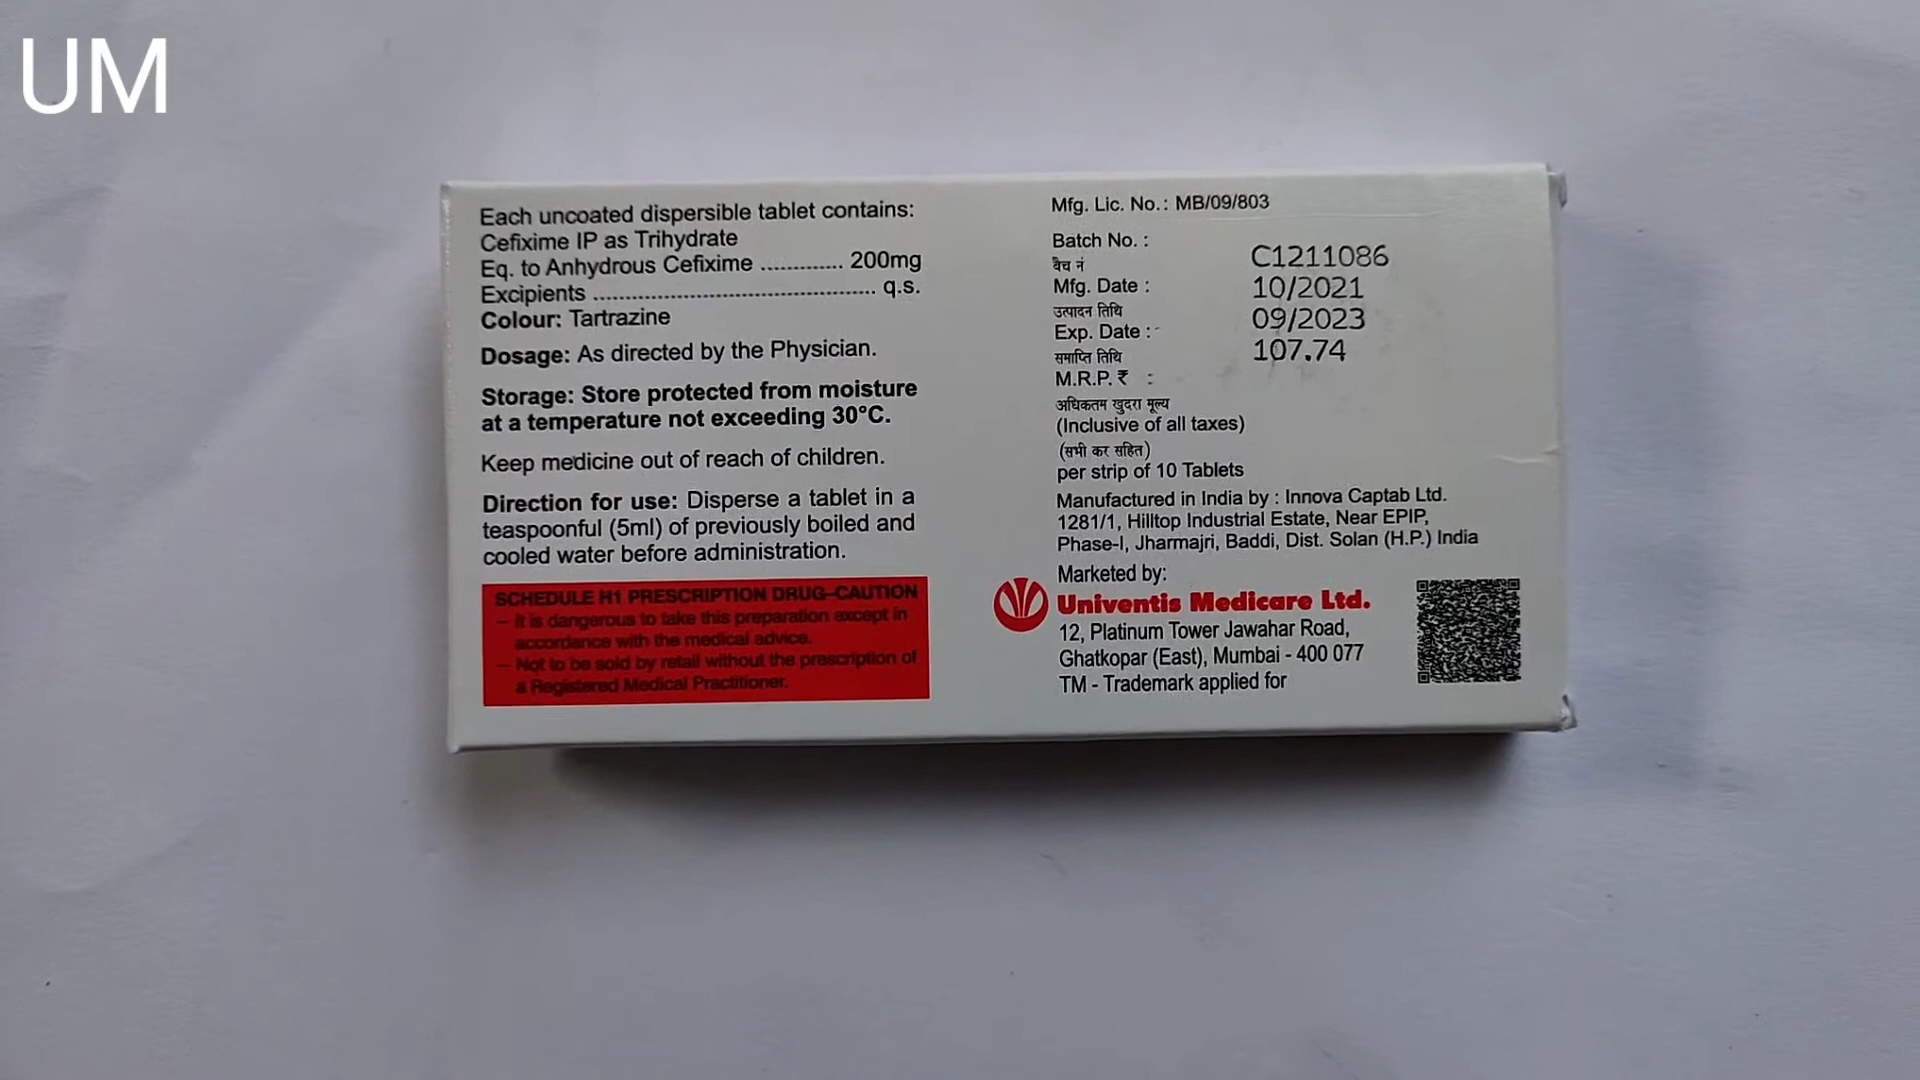 UM
Each uncoated dispersible tablet contains:
Cefixime IP as Trihydrate
Eq. to Anhydrous Cefixime ............. 200mg
Excipients ............................................ q.s.
Colour: Tartrazine
Dosage: As directed by the Physician.
Storage: Store protected from moisture
at a temperature not exceeding 30°C.
Keep medicine out of reach of children.
Direction for use: Disperse a tablet in a
teaspoonful (5ml) of previously boiled and
cooled water before administration.
SCHEDULE H1 PRESCRIPTION DRUG-CAUTION
– It is dangerous to take this preparation except in
accordance with the medical advice.
– Not to be sold by retail without the prescription of
a Registered Medical Practitioner.
Mfg. Lic. No.: MB/09/803
Batch No. :
बैच नं
C1211086
Mfg. Date :
10/2021
उत्पादन तिथि
09/2023
Exp. Date :
समाप्ति तिथि
107.74
M.R.P. ₹ :
अधिकतम खुदरा मूल्य
(Inclusive of all taxes)
(सभी कर सहित)
per strip of 10 Tablets
Manufactured in India by : Innova Captab Ltd.
1281/1, Hilltop Industrial Estate, Near EPIP,
Phase-I, Jharmajri, Baddi, Dist. Solan (H.P.) India
Marketed by:
Univentis Medicare Ltd.
12, Platinum Tower Jawahar Road,
Ghatkopar (East), Mumbai - 400 077
TM - Trademark applied for